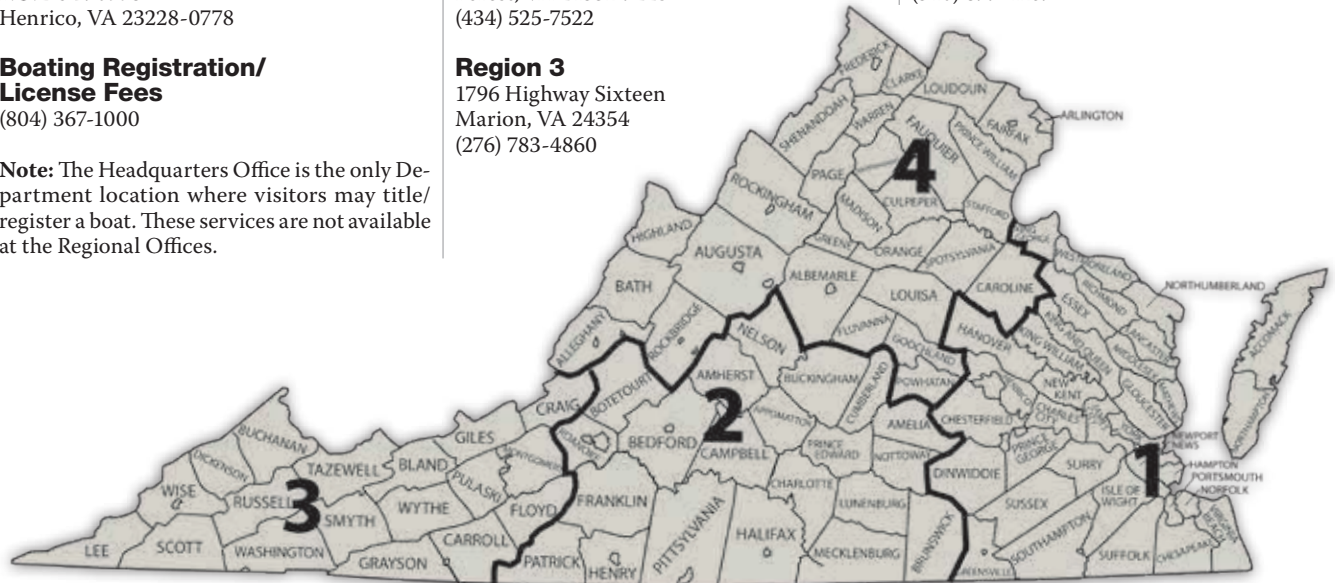 Henrico, VA 23228-0778
Boating Registration/
License Fees
(804) 367-1000
Note: The Headquarters Office is the only De-
partment location where visitors may title/
register a boat. These services are not available
at the Regional Offices.
(434) 525-7522
Region 3
1796 Highway Sixteen
Marion, VA 24354
(276) 783-4860
FREDERICK
CLARKE
LOUDOUN
ARLINGTON
FAIRFAX
SHENANDOAH
WARREN
FAUQUIER
PRINCE WILLIAM
4
PAGE
ROCKINGHAM
MADISON
CULPEPER
STAFFORD
HIGHLAND
AUGUSTA
GREENE
ORANGE
SPOTSYLVANIA
WESTMORELAND
NORTHUMBERLAND
BATH
ALBEMARLE
LOUISA
CAROLINE
ESSEX
RICHMOND
ACCOMACK
ALLEGHANY
ROCKBRIDGE
NELSON
FLUVANNA
GOOCHLAND
HANOVER
KING WILLIAM
KING AND QUEEN
LANCASTER
MIDDLESEX
AMHERST
BUCKINGHAM
CUMBERLAND
POWHATAN
HENRICO
NEW
KENT
GLOUCESTER
MATHEWS
NORTHAMPTON
CRAIG
BOTETOURT
2
APPOMATTOX
AMELIA
CHESTERFIELD
CHARLES
CITY
YORK
BUCHANAN
GILES
ROANOKE
BEDFORD
CAMPBELL
PRINCE
EDWARD
NOTTOWAY
PRINCE
GEORGE
NEWPORT
NEWS
DICKENSON
TAZEWELL
BLAND
MONTGOMERY
DINWIDDIE
SURRY
1
HAMPTON
PORTSMOUTH
NORFOLK
WISE
RUSSELL
3
SMYTH
WYTHE
PULASKI
FLOYD
FRANKLIN
CHARLOTTE
LUNENBURG
SUSSEX
ISLE OF
WIGHT
VIRGINIA
BEACH
LEE
SCOTT
WASHINGTON
GRAYSON
CARROLL
PATRICK
HENRY
PITTSYLVANIA
HALIFAX
MECKLENBURG
BRUNSWICK
GREENSVILLE
SOUTHAMPTON
SUFFOLK
CHESAPEAKE